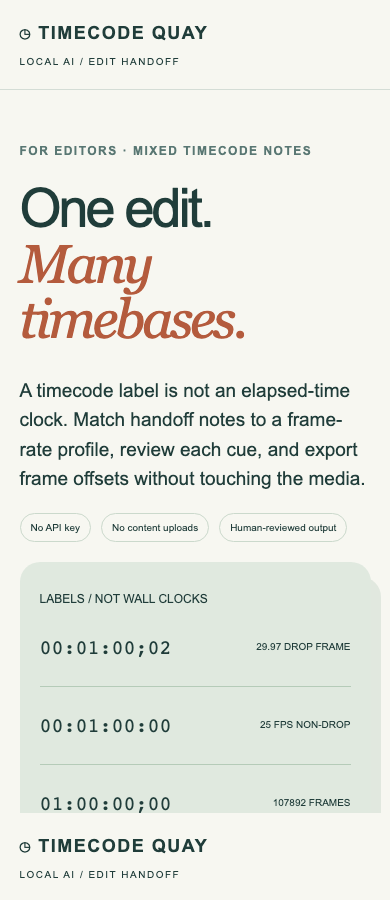 ◷ TIMECODE QUAY
LOCAL AI / EDIT HANDOFF
FOR EDITORS · MIXED TIMECODE NOTES
One edit.
Many
timebases.
A timecode label is not an elapsed-time
clock. Match handoff notes to a frame-
rate profile, review each cue, and export
frame offsets without touching the media.
No API key No content uploads Human-reviewed output
LABELS / NOT WALL CLOCKS
00:01:00;02 29.97 DROP FRAME
00:01:00:00 25 FPS NON-DROP
01:00:00;00 107892 FRAMES
◷ TIMECODE QUAY
LOCAL AI / EDIT HANDOFF